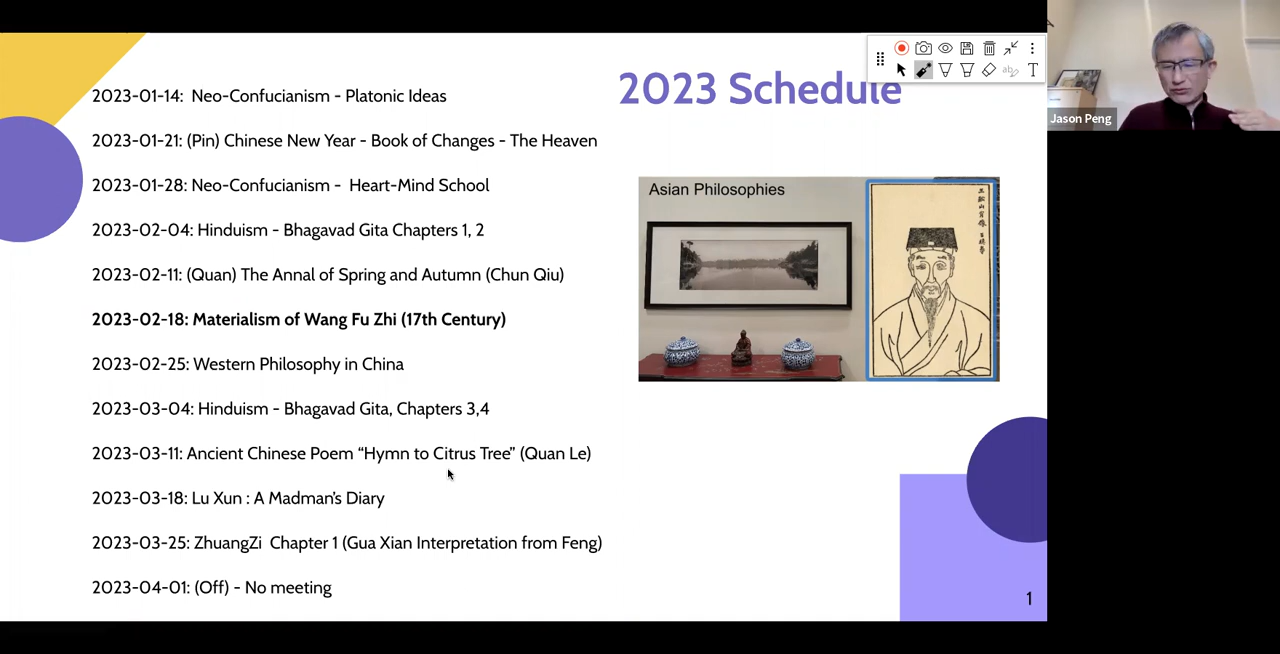 2023 Schedule
2023-01-14: Neo-Confucianism - Platonic Ideas
2023-01-21: (Pin) Chinese New Year - Book of Changes - The Heaven
2023-01-28: Neo-Confucianism - Heart-Mind School
2023-02-04: Hinduism - Bhagavad Gita Chapters 1, 2
2023-02-11: (Quan) The Annal of Spring and Autumn (Chun Qiu)
2023-02-18: Materialism of Wang Fu Zhi (17th Century)
2023-02-25: Western Philosophy in China
2023-03-04: Hinduism - Bhagavad Gita, Chapters 3,4
2023-03-11: Ancient Chinese Poem “Hymn to Citrus Tree” (Quan Le)
2023-03-18: Lu Xun : A Madman’s Diary
2023-03-25: ZhuangZi Chapter 1 (Gua Xian Interpretation from Feng)
2023-04-01: (Off) - No meeting
Asian Philosophies
1
Jason Peng
ab
T